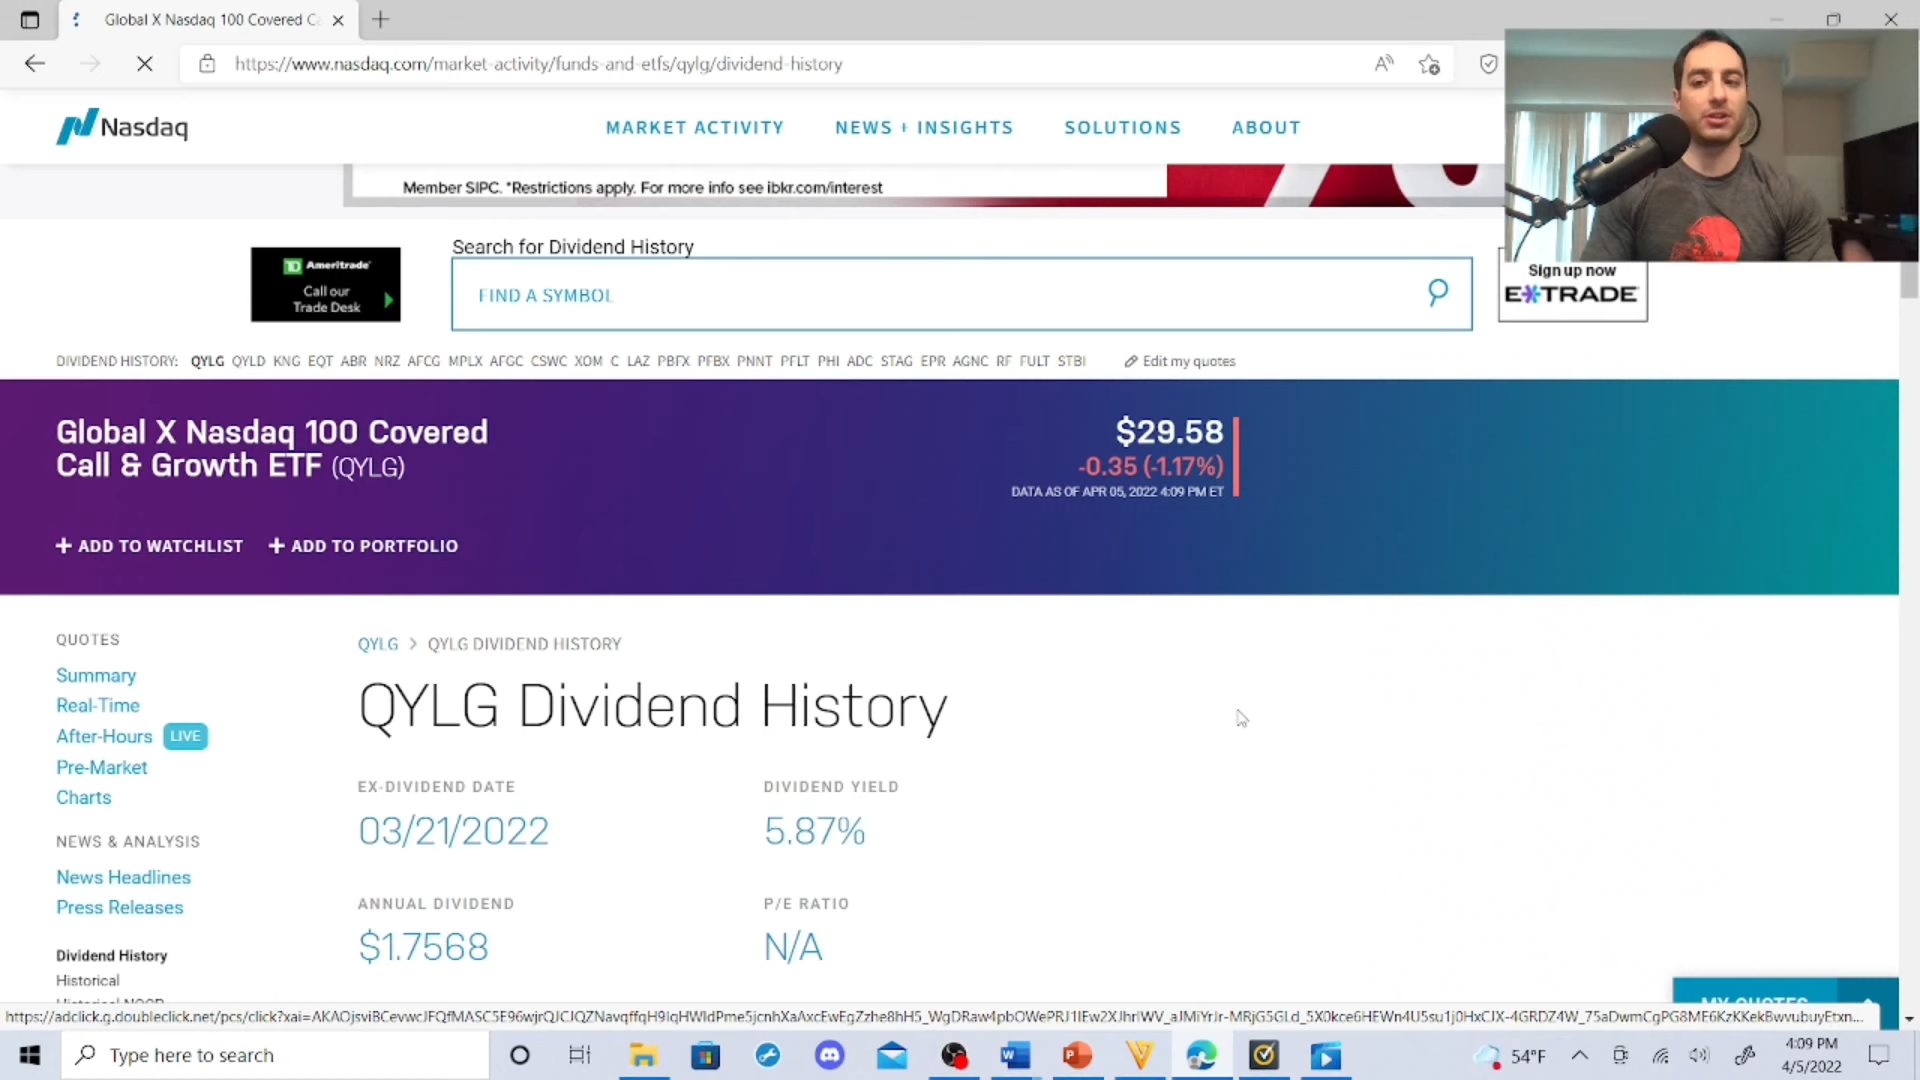 Global X Nasdaq 100 Covered C
https://www.nasdaq.com/market-activity/funds-and-etfs/qylg/dividend-history
Nasdaq
MARKET ACTIVITY
NEWS + INSIGHTS
SOLUTIONS
ABOUT
Member SIPC. *Restrictions apply. For more info see ibkr.com/interest
Search for Dividend History
TD Ameritrade
Call our
Trade Desk
FIND A SYMBOL
Sign up now
E*TRADE
DIVIDEND HISTORY: QYLG QYLD KNG EQT ABR NRZ AFCG MPLX AFGC CSWC XOM C LAZ PBFX PFBX PNNT PFLT PHI ADC STAG EPR AGNC RF FULT STBI Edit my quotes
Global X Nasdaq 100 Covered
Call & Growth ETF (QYLG)
$29.58
-0.35 (-1.17%)
DATA AS OF APR 05, 2022 4:09 PM ET
+ ADD TO WATCHLIST + ADD TO PORTFOLIO
QUOTES
Summary
Real-Time
After-Hours LIVE
Pre-Market
Charts
NEWS & ANALYSIS
News Headlines
Press Releases
Dividend History
Historical
Historical NOCP
QYLG > QYLG DIVIDEND HISTORY
QYLG Dividend History
EX-DIVIDEND DATE
03/21/2022
DIVIDEND YIELD
5.87%
ANNUAL DIVIDEND
$1.7568
P/E RATIO
N/A
MY QUOTES
Type here to search
54°F
4:09 PM
4/5/2022